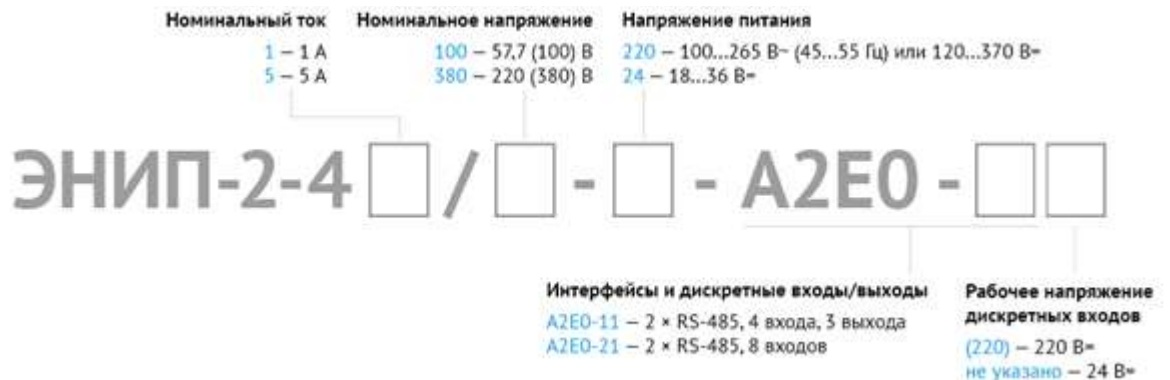 Номинальный ток
1 – 1 А
5 – 5 А
Номинальное напряжение
100 – 57,7 (100) В
380 – 220 (380) В
Напряжение питания
220 – 100...265 В~ (45...55 Гц) или 120...370 В=
24 – 18...36 В=
ЭНИП-2-4 / - - А2Е0 -
Интерфейсы и дискретные входы/выходы
А2Е0-11 – 2 × RS-485, 4 входа, 3 выхода
А2Е0-21 – 2 × RS-485, 8 входов
Рабочее напряжение
дискретных входов
(220) – 220 В=
не указано – 24 В=